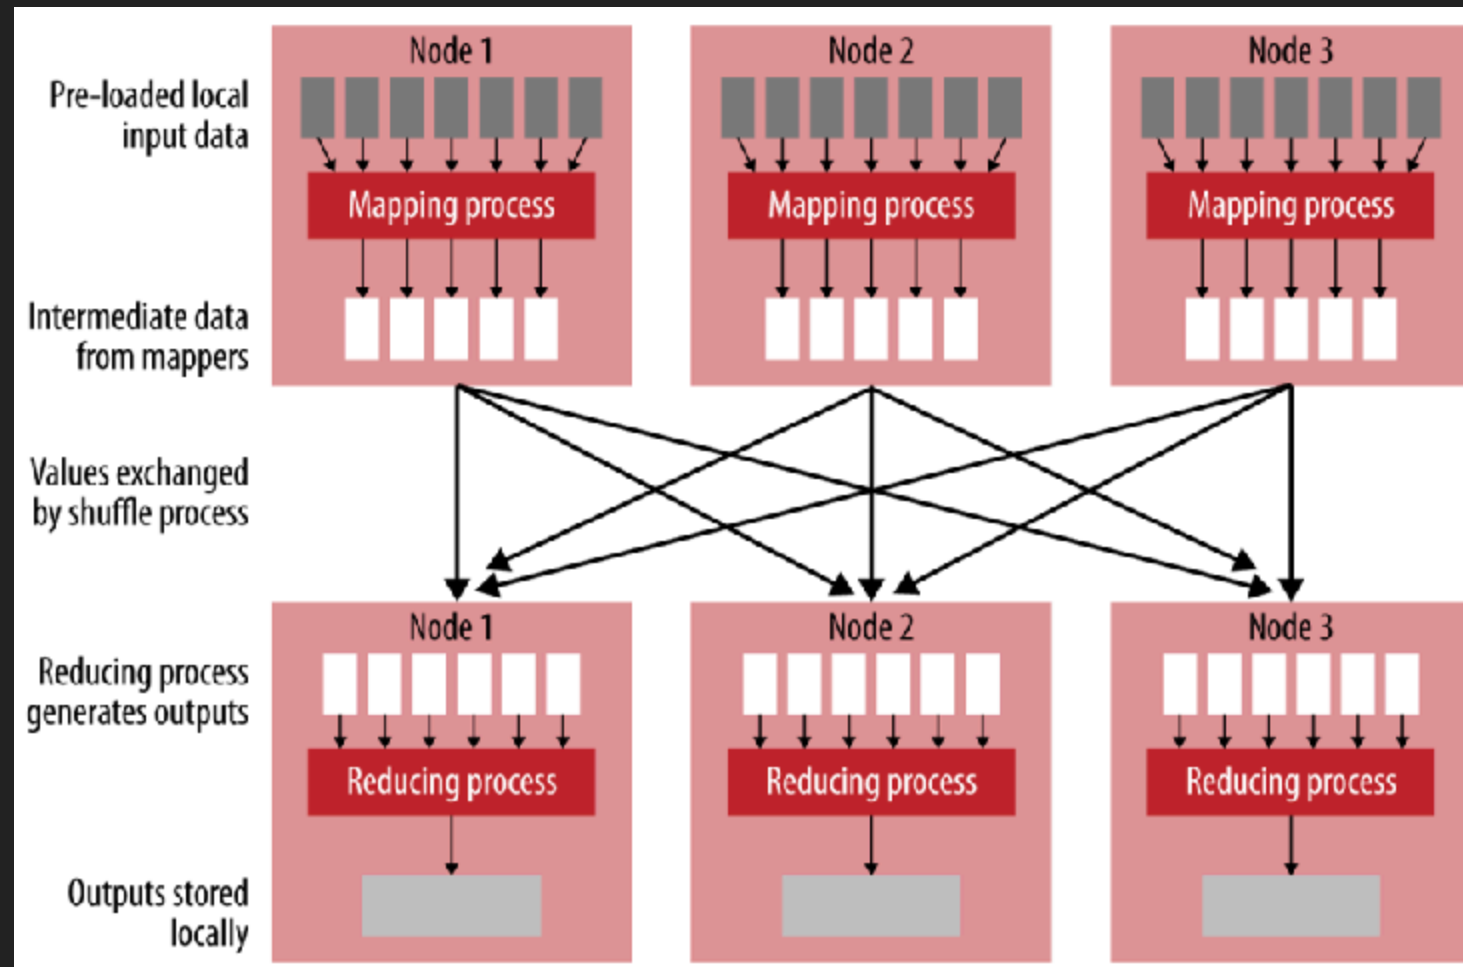 Node 1
Node 2
Node 3
Pre-loaded local
input data
Mapping process
Mapping process
Mapping process
Intermediate data
from mappers
Values exchanged
by shuffle process
Node 1
Node 2
Node 3
Reducing process
generates outputs
Reducing process
Reducing process
Reducing process
Outputs stored
locally